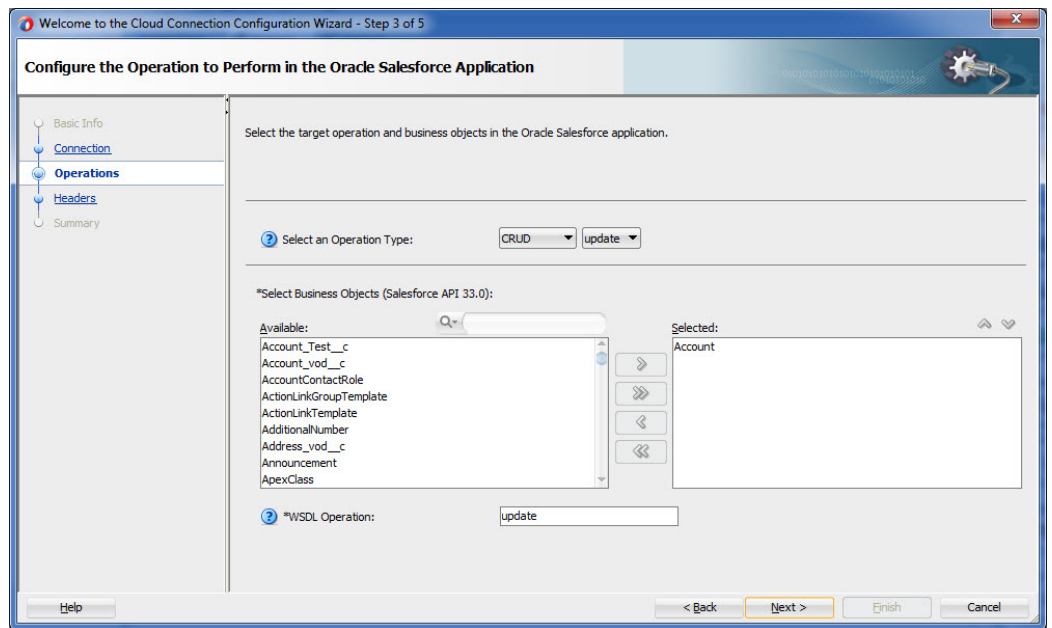 Welcome to the Cloud Connection Configuration Wizard - Step 3 of 5
Configure the Operation to Perform in the Oracle Salesforce Application
Basic Info
Connection
Operations
Headers
Summary
Select the target operation and business objects in the Oracle Salesforce application.
Select an Operation Type: CRUD update
*Select Business Objects (Salesforce API 33.0):
Available: Selected:
Account_Test__c
Account_vod__c
AccountContactRole
ActionLinkGroupTemplate
ActionLinkTemplate
AdditionalNumber
Address_vod__c
Announcement
ApexClass
Account
*WSDL Operation: update
Help < Back Next > Finish Cancel